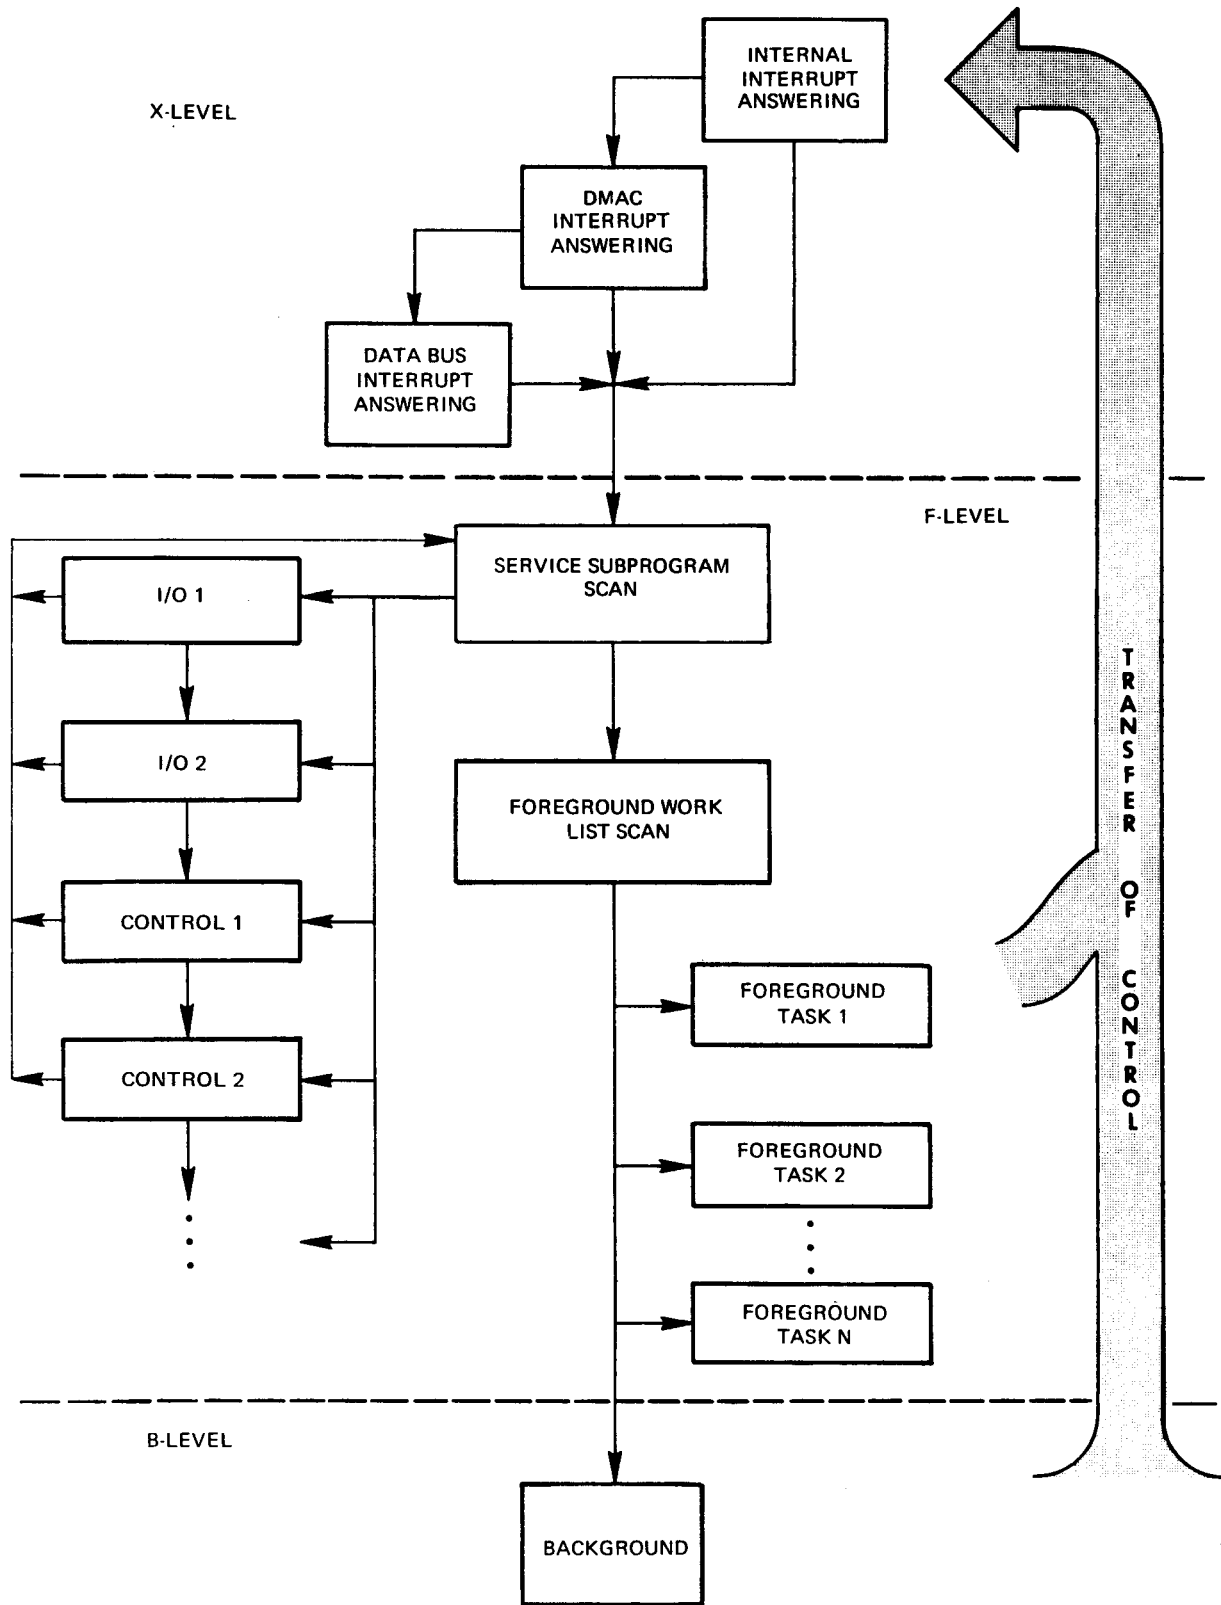 INTERNAL
INTERRUPT
ANSWERING
X-LEVEL
DMAC
INTERRUPT
ANSWERING
DATA BUS
INTERRUPT
ANSWERING
F-LEVEL
SERVICE SUBPROGRAM
SCAN
I/O 1
I/O 2
FOREGROUND WORK
LIST SCAN
CONTROL 1
CONTROL 2
FOREGROUND
TASK 1
FOREGROUND
TASK 2
FOREGROUND
TASK N
TRANSFER OF CONTROL
B-LEVEL
BACKGROUND